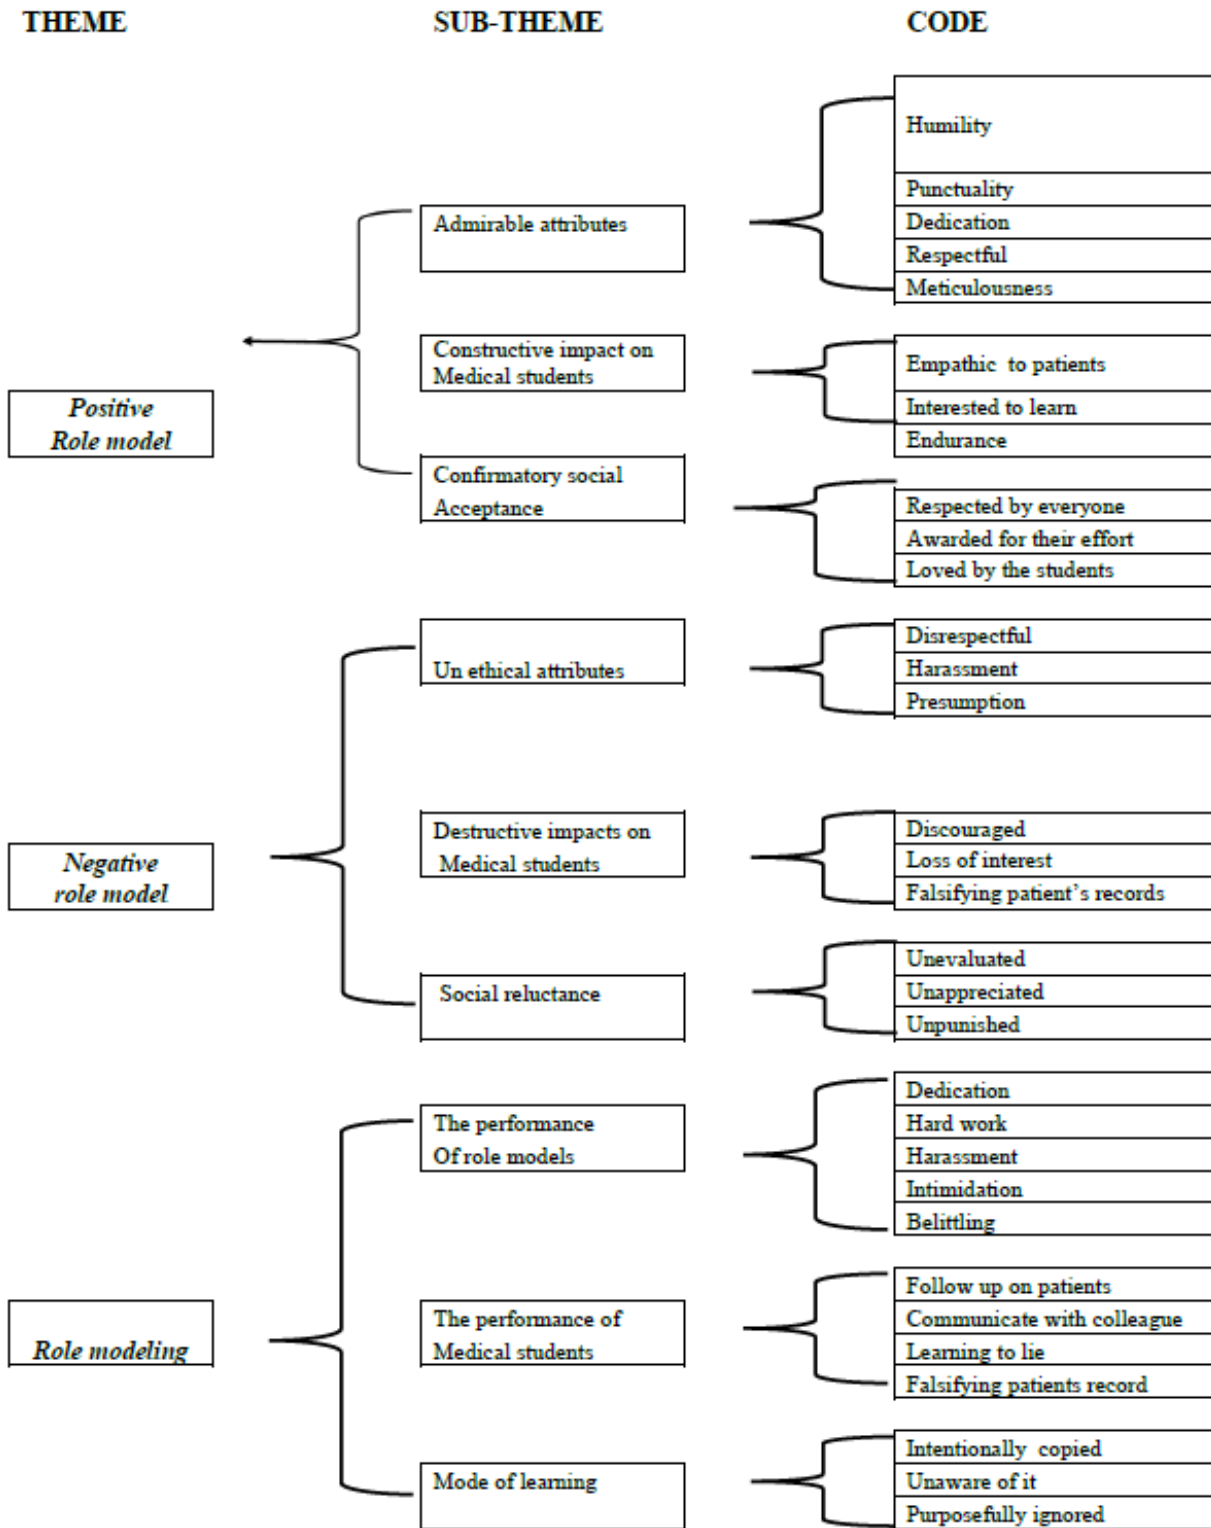 THEME
SUB-THEME
CODE
Positive
Role model
Admirable attributes
Humility
Punctuality
Dedication
Respectful
Meticulousness
Constructive impact on
Medical students
Empathic to patients
Interested to learn
Endurance
Confirmatory social
Acceptance
Respected by everyone
Awarded for their effort
Loved by the students
Negative
role model
Un ethical attributes
Disrespectful
Harassment
Presumption
Destructive impacts on
Medical students
Discouraged
Loss of interest
Falsifying patient’s records
Social reluctance
Unevaluated
Unappreciated
Unpunished
Role modeling
The performance
Of role models
Dedication
Hard work
Harassment
Intimidation
Belittling
The performance of
Medical students
Follow up on patients
Communicate with colleague
Learning to lie
Falsifying patients record
Mode of learning
Intentionally copied
Unaware of it
Purposefully ignored